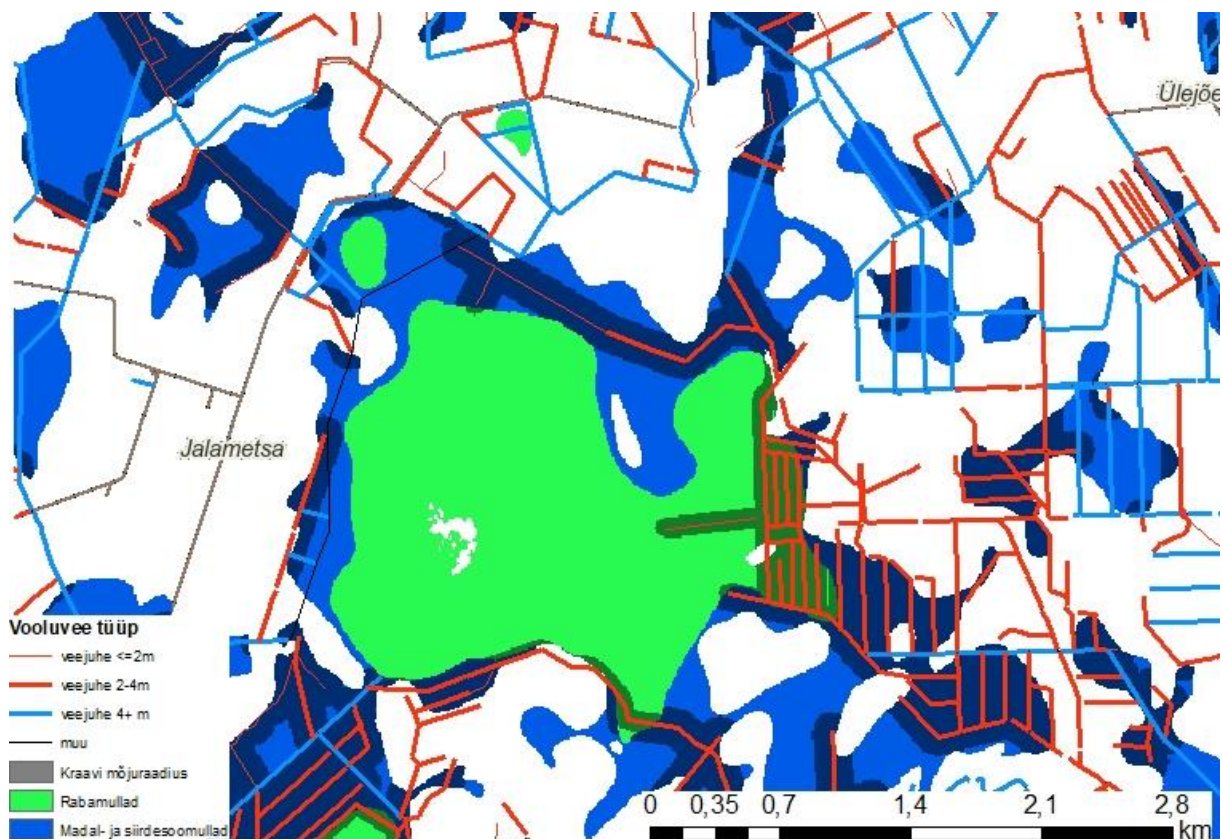 Ülejõe
Jalametsa
Vooluvee tüüp
veejuhe <=2m
veejuhe 2-4m
veejuhe 4+ m
muu
Kraavi mõjuraadius
Rabamullad
Madal- ja siirdesoomullad
0 0,35 0,7 1,4 2,1 2,8
km